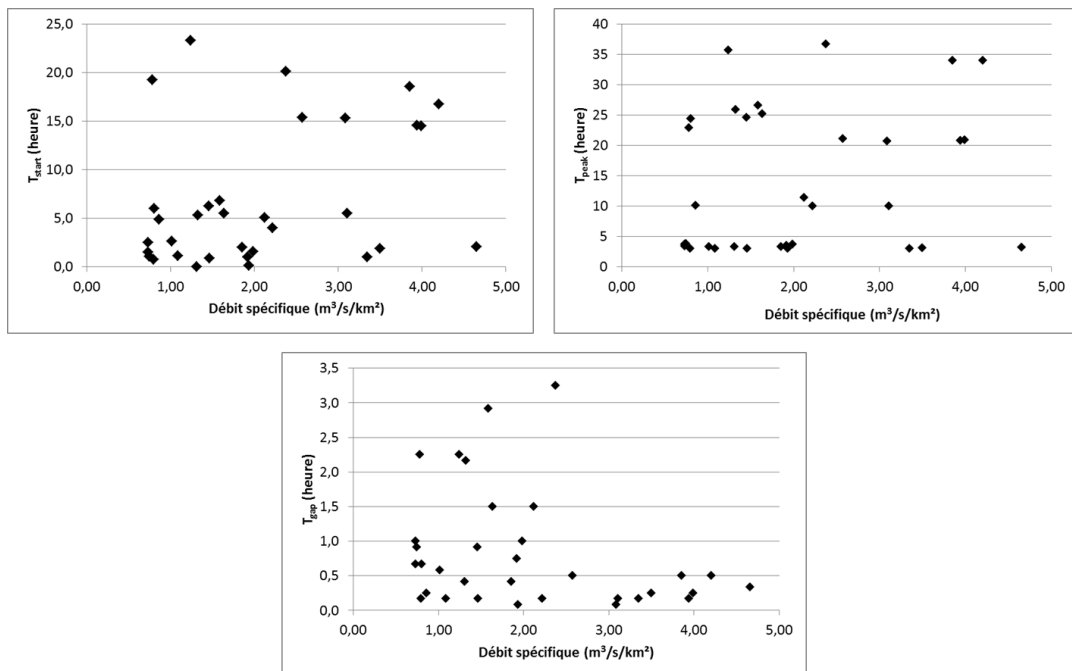 25,0
20,0
15,0
10,0
5,0
0,0
T start (heure)
0,00 1,00 2,00 3,00 4,00 5,00
Débit spécifique (m³/s/km²)
40
35
30
25
20
15
10
5
0
T peak (heure)
0,00 1,00 2,00 3,00 4,00 5,00
Débit spécifique (m³/s/km²)
3,5
3,0
2,5
2,0
1,5
1,0
0,5
0,0
T gap (heure)
0,00 1,00 2,00 3,00 4,00 5,00
Débit spécifique (m³/s/km²)